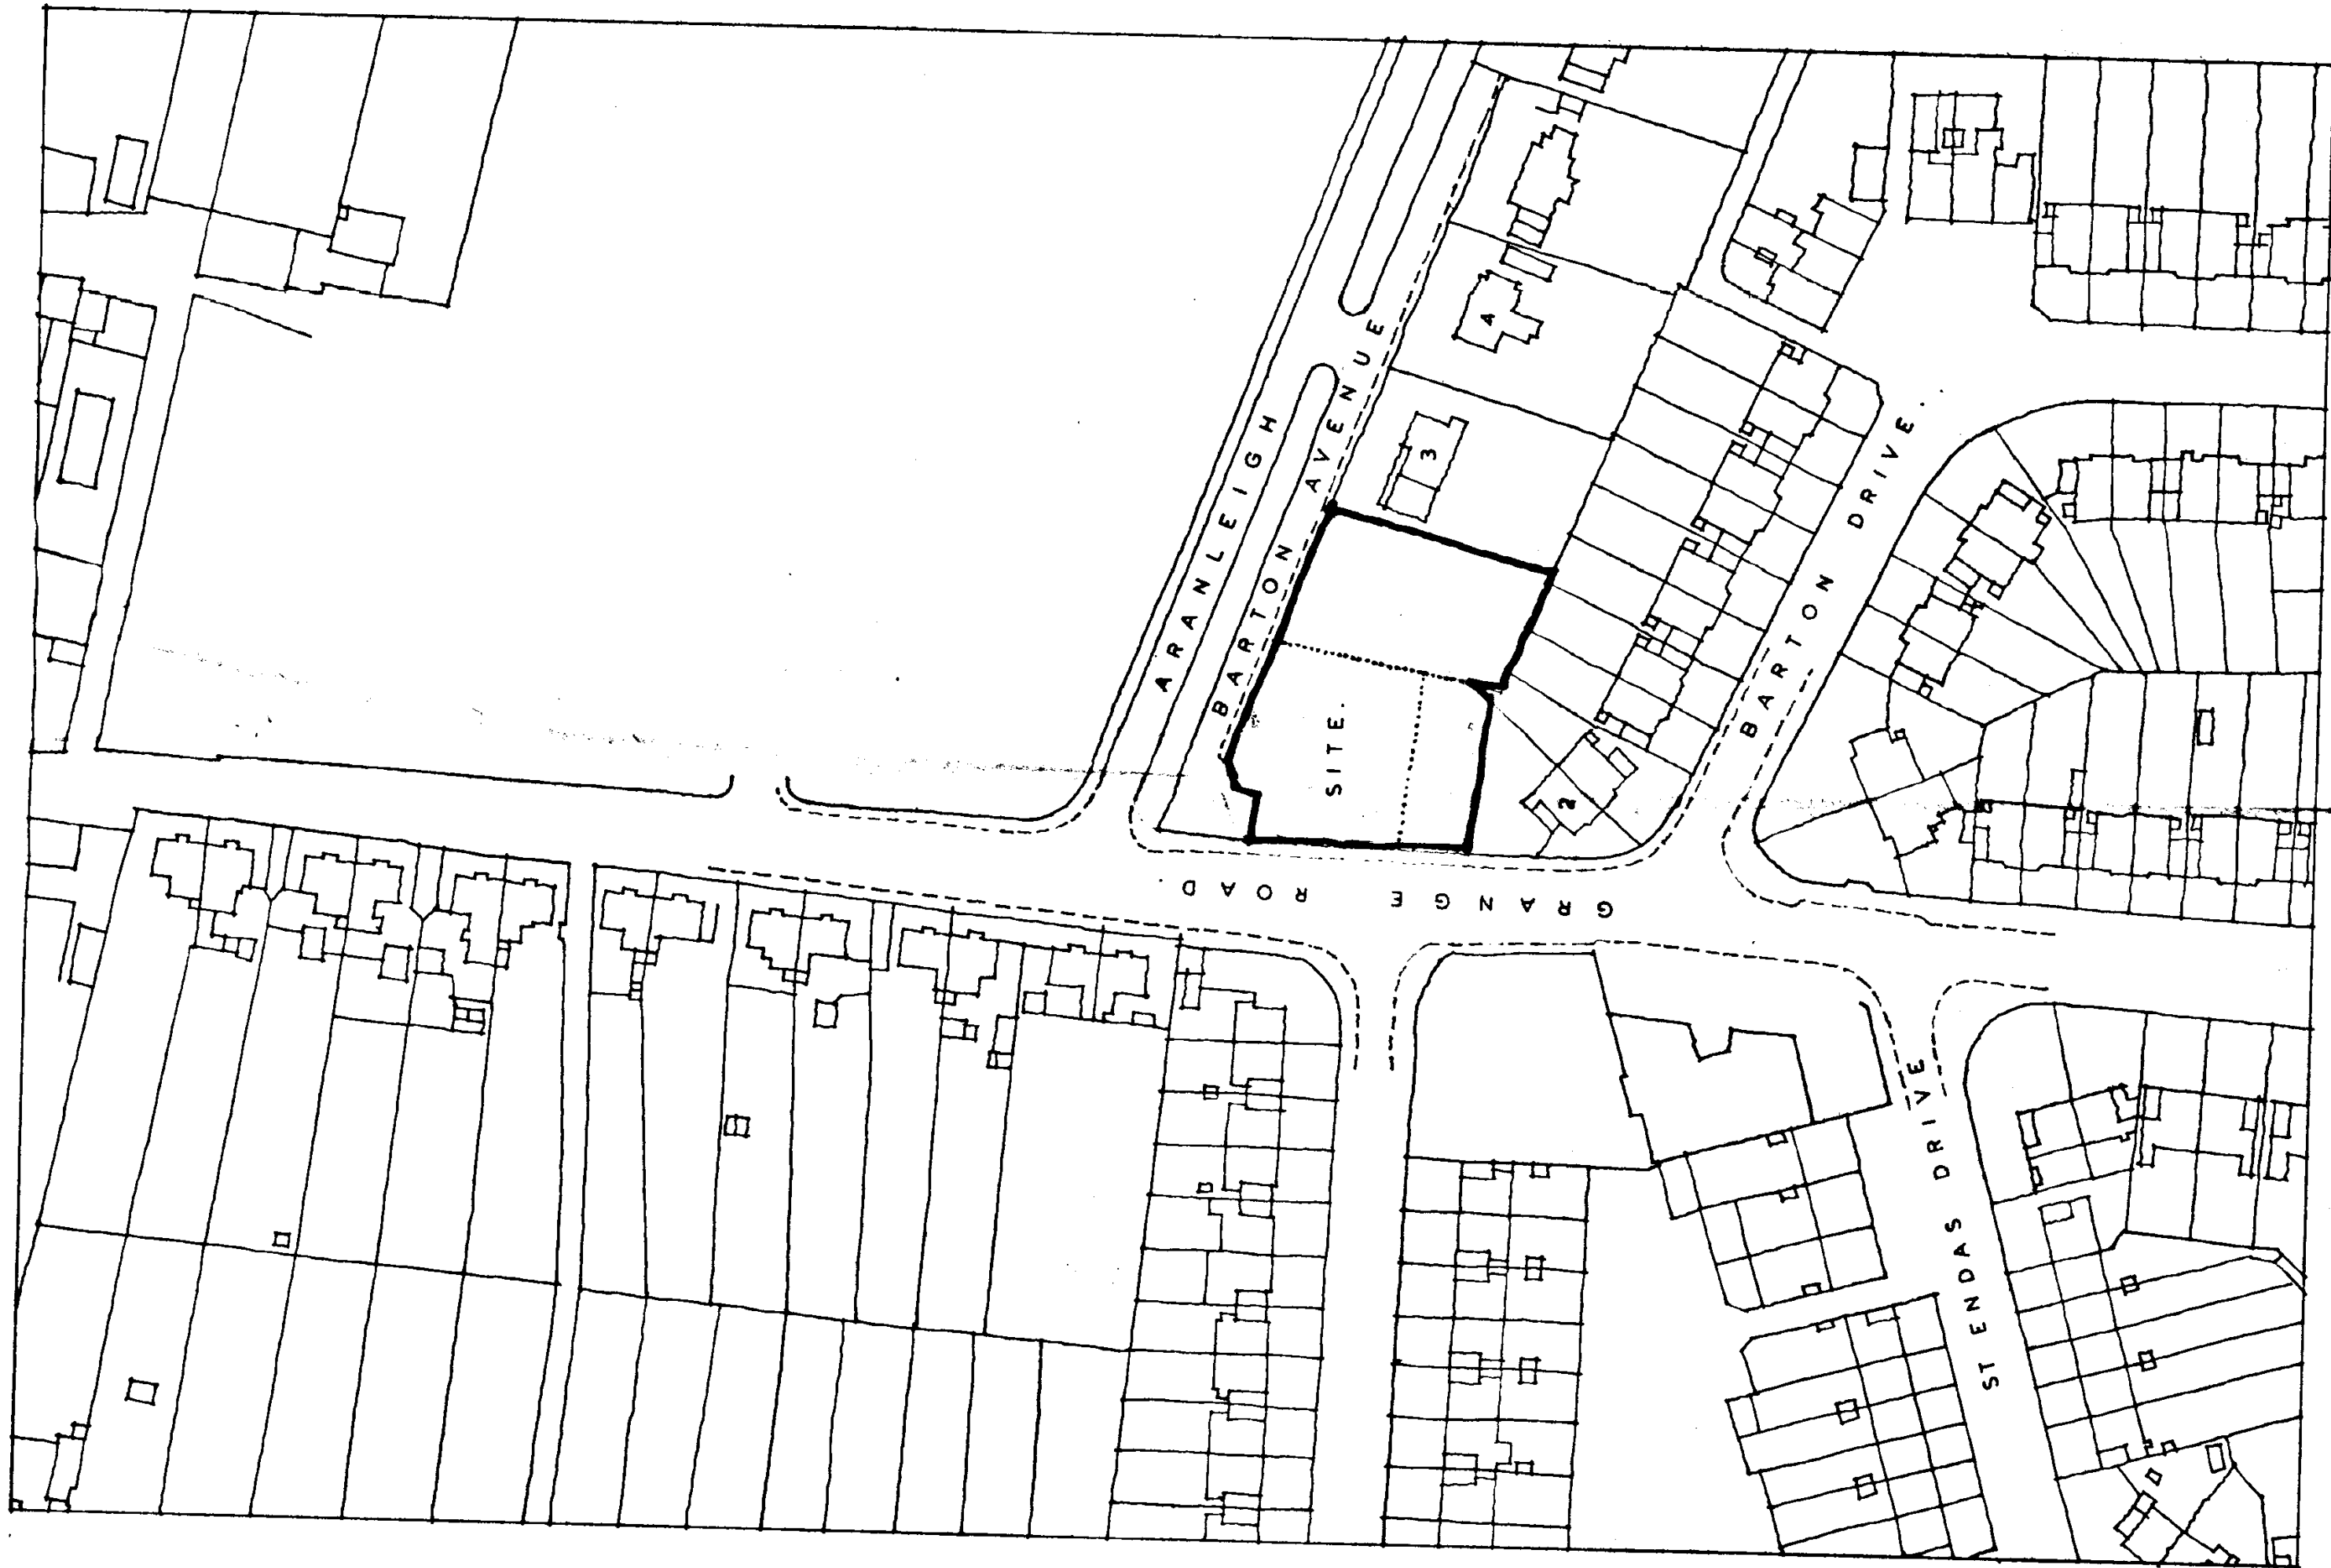 ARANLEIGH
BARTON AVENUE
4
3
SITE.
2
BARTON DRIVE.
GRANGE ROAD.
ST ENDAS DRIVE